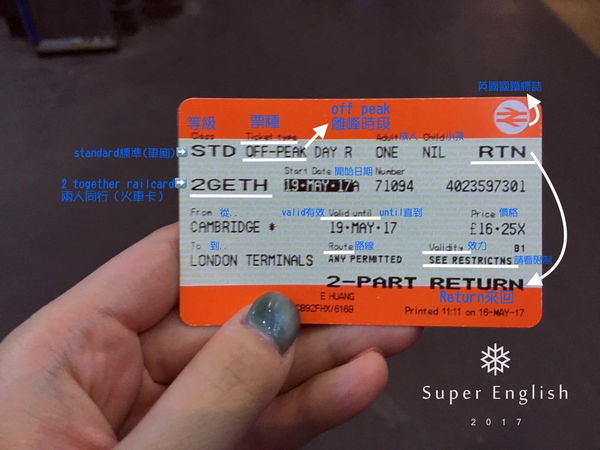 英國國鐵標誌
off peak
離峰時段
等級 票種
Class Ticket type Adult 成人 Child 小孩
standard標準(車廂) STD OFF-PEAK DAY R ONE NIL RTN
Start Date 開始日期 Number
2 together railcard
兩人同行(火車卡) 2GETH 19·MAY·17A 71094 4023597301
From 從.. valid有效 Valid until until直到 Price 價格
CAMBRIDGE * 19·MAY·17 £16·25X
To 到.. Route 路線 Validity 效力 01
LONDON TERMINALS ANY PERMITTED SEE RESTRICTNS 請看限制
2-PART RETURN
E HUANG Return來回
Printed 11:11 on 16-MAY-17
Super English
2017